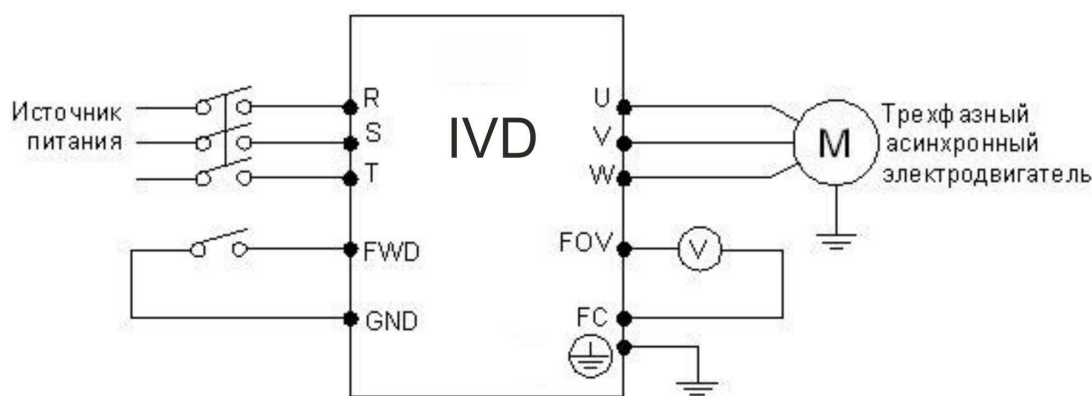 Источник
питания
R
S
T
FWD
GND
IVD
U
V
W
FOV
FC
V
M
Трехфазный
асинхронный
электродвигатель